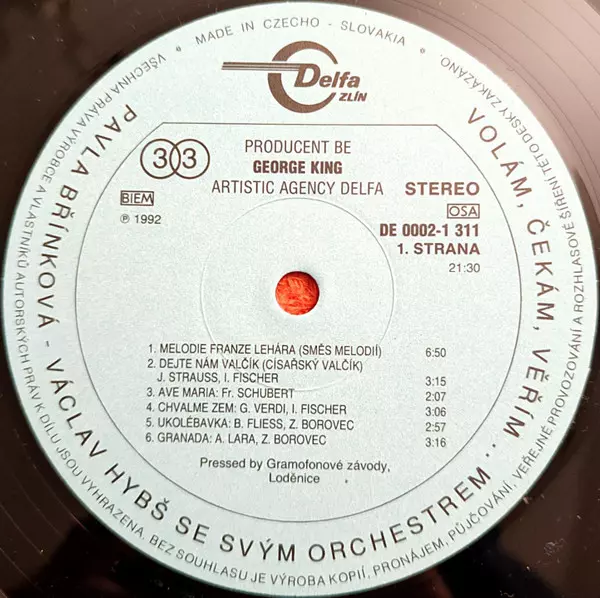 MADE IN CZECHO - SLOVAKIA
Delfa
ZLÍN
33
PRODUCENT BE
GEORGE KING
ARTISTIC AGENCY DELFA
STEREO
BIEM
OSA
℗ 1992
DE 0002-1 311
1. STRANA
21:30
1. MELODIE FRANZE LEHÁRA (SMĚS MELODIÍ) 6:50
2. DEJTE NÁM VALČÍK (CÍSAŘSKÝ VALČÍK)
J. STRAUSS, I. FISCHER 3:15
3. AVE MARIA: Fr. SCHUBERT 2:07
4. CHVALME ZEM: G. VERDI, I. FISCHER 3:06
5. UKOLÉBAVKA: B. FLIESS, Z. BOROVEC 2:57
6. GRANADA: A. LARA, Z. BOROVEC 3:16
Pressed by Gramofonové závody,
Loděnice
PAVLA BŘÍNKOVÁ - VÁCLAV HYBŠ SE SVÝM ORCHESTREM
VOLÁM, ČEKÁM, VĚŘÍM ...
VŠECHNA PRÁVA VÝROBCE A VLASTNÍKŮ AUTORSKÝCH PRÁV K DÍLU JSOU VYHRAZENA. BEZ SOUHLASU JE VÝROBA KOPIÍ, PRONÁJEM, PŮJČOVÁNÍ, VEŘEJNÉ PROVOZOVÁNÍ A ROZHLASOVÉ ŠÍŘENÍ TÉTO DESKY ZAKÁZÁNO.